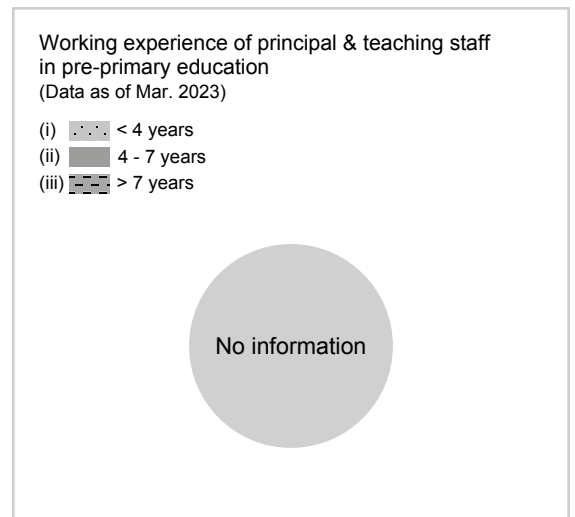 Working experience of principal & teaching staff
in pre-primary education
(Data as of Mar. 2023)
(i) < 4 years
(ii) 4 - 7 years
(iii) > 7 years
No information